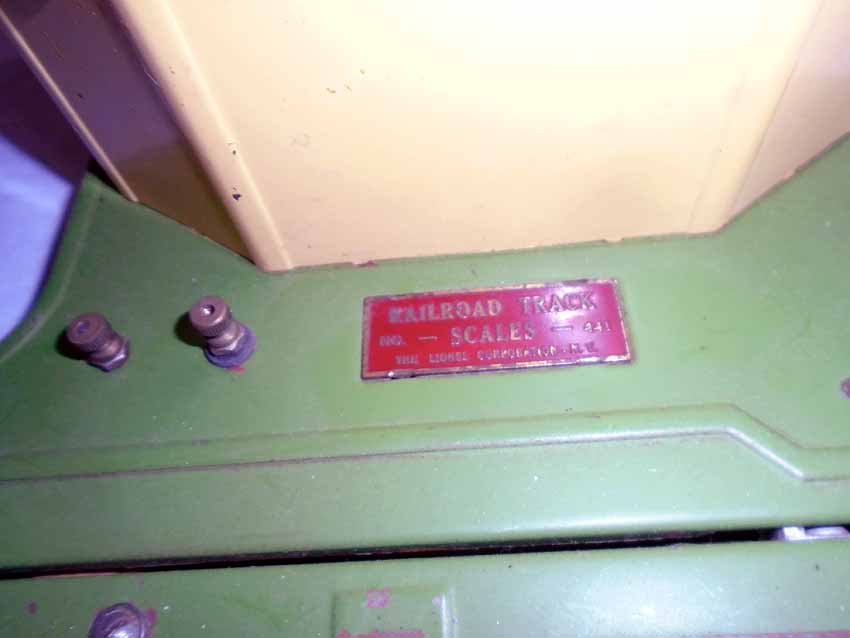 RAILROAD TRACK
NO. — SCALES — 441
THE LIONEL CORPORATION. N. Y.